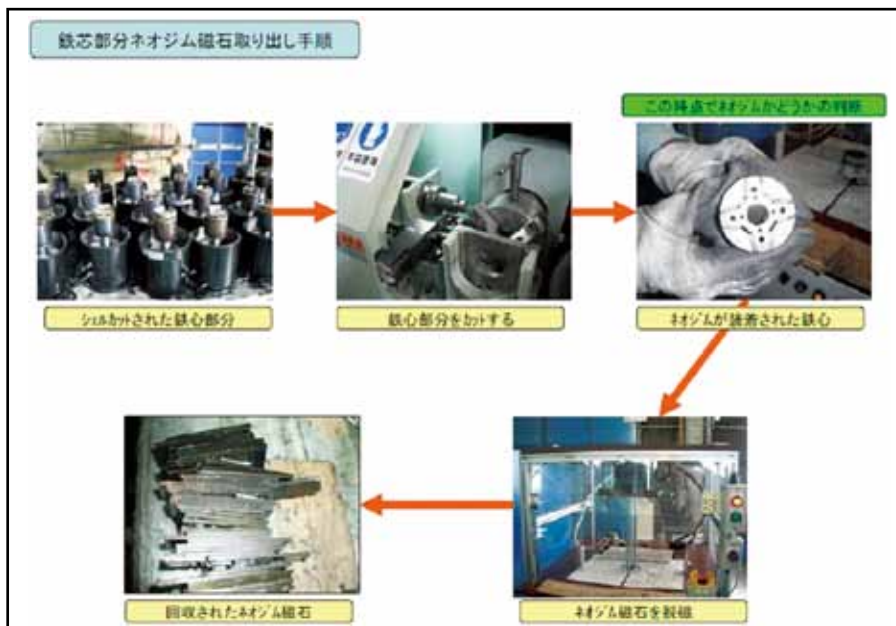 鉄芯部分ネオジム磁石取り出し手順
この時点でネオジムかどうかの判断
シェルカットされた鉄心部分
鉄心部分をカットする
ネオジムが装着された鉄心
回収されたネオジム磁石
ネオジム磁石を脱磁